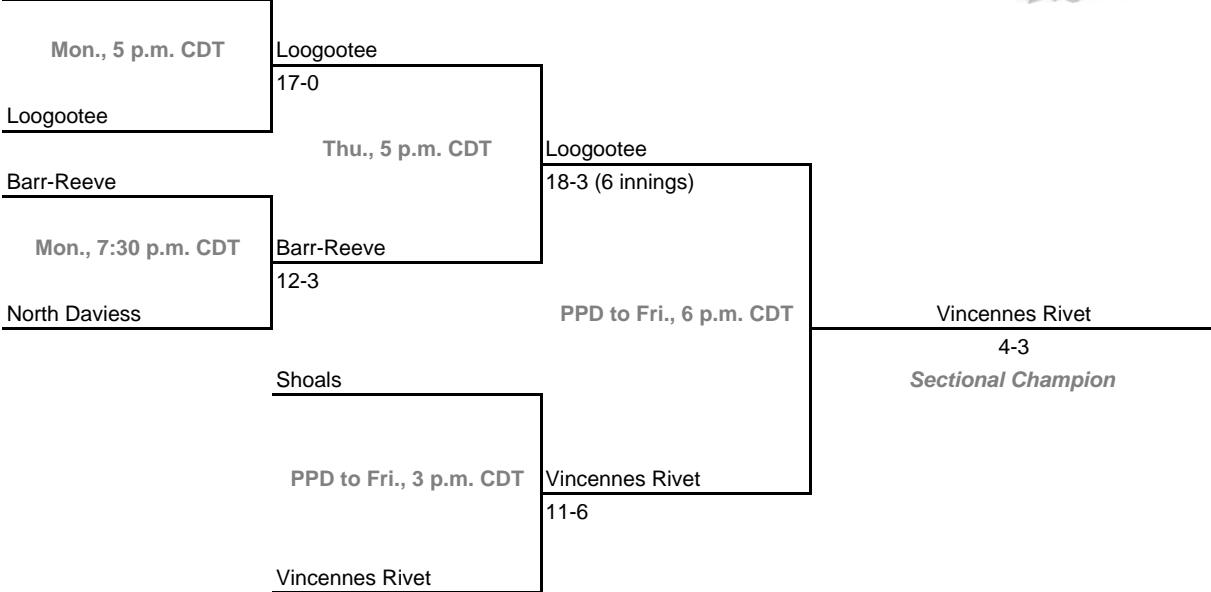 Mon., 5 p.m. CDT
Loogootee
17-0
Loogootee
Thu., 5 p.m. CDT
Loogootee
18-3 (6 innings)
Barr-Reeve
Mon., 7:30 p.m. CDT
Barr-Reeve
12-3
North Daviess
PPD to Fri., 6 p.m. CDT
Vincennes Rivet
4-3
Sectional Champion
Shoals
PPD to Fri., 3 p.m. CDT
Vincennes Rivet
11-6
Vincennes Rivet